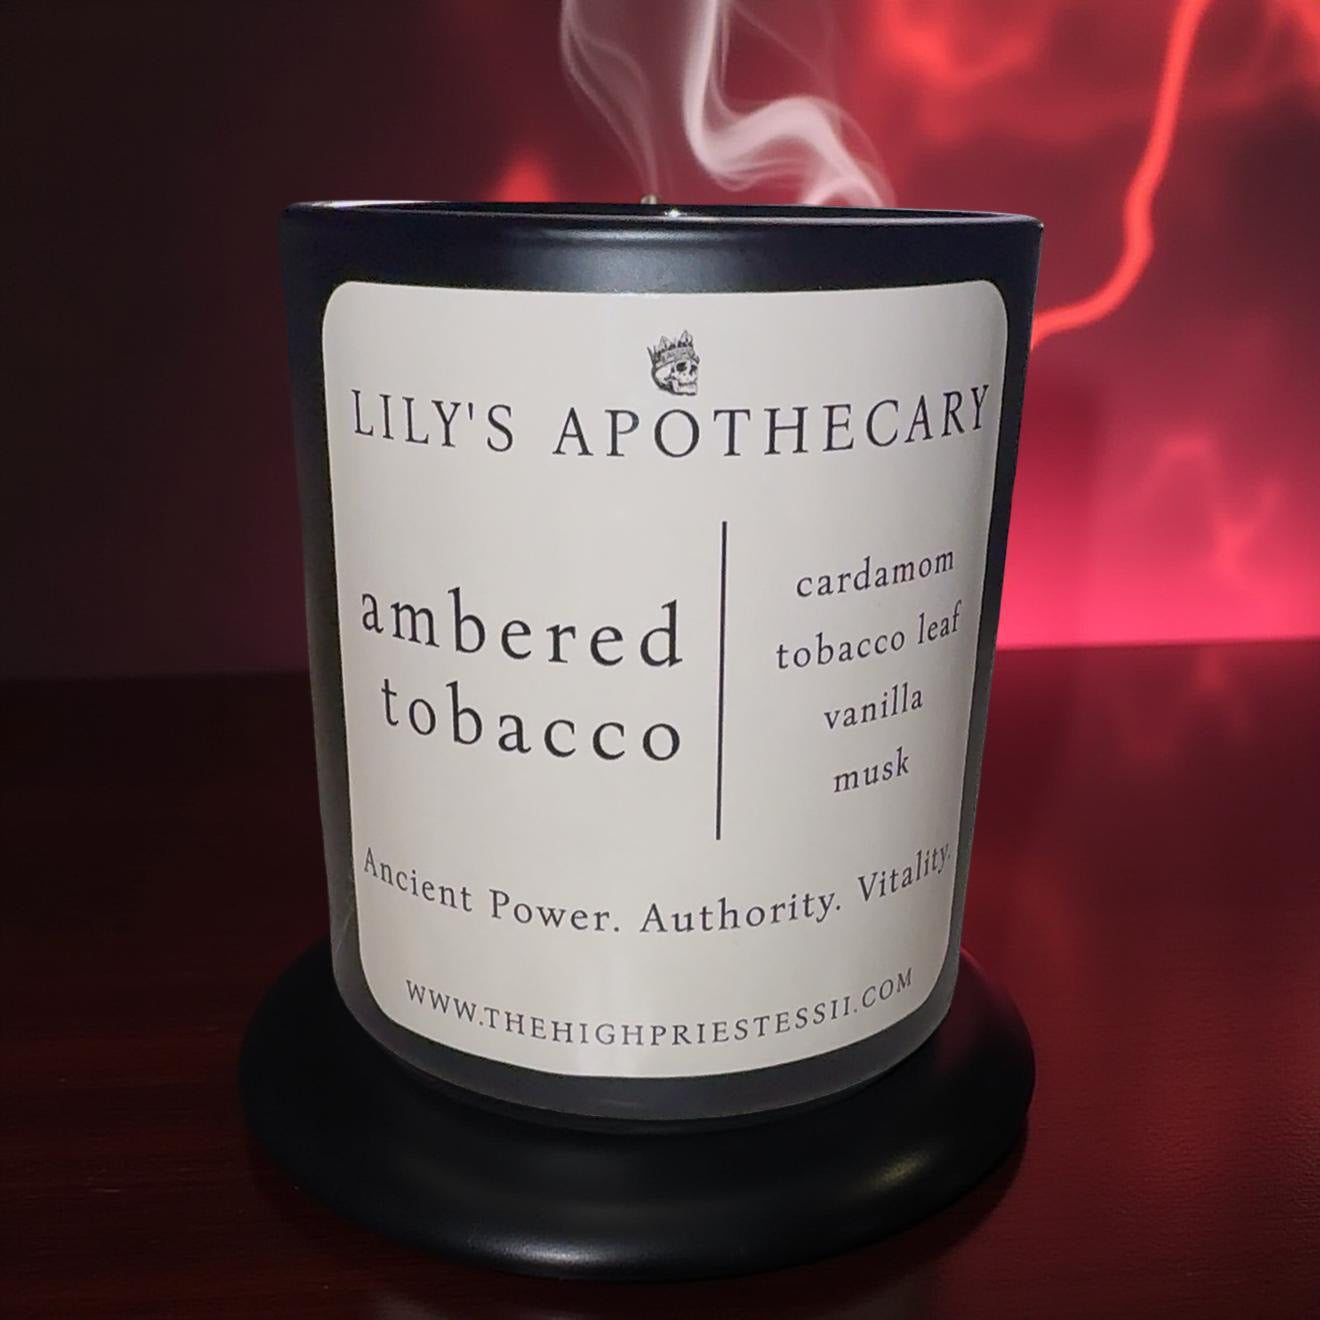 LILY'S APOTHECARY
ambered
tobacco
cardamom
tobacco leaf
vanilla
musk
Ancient Power. Authority. Vitality.
WWW.THEHIGHPRIESTESSII.COM